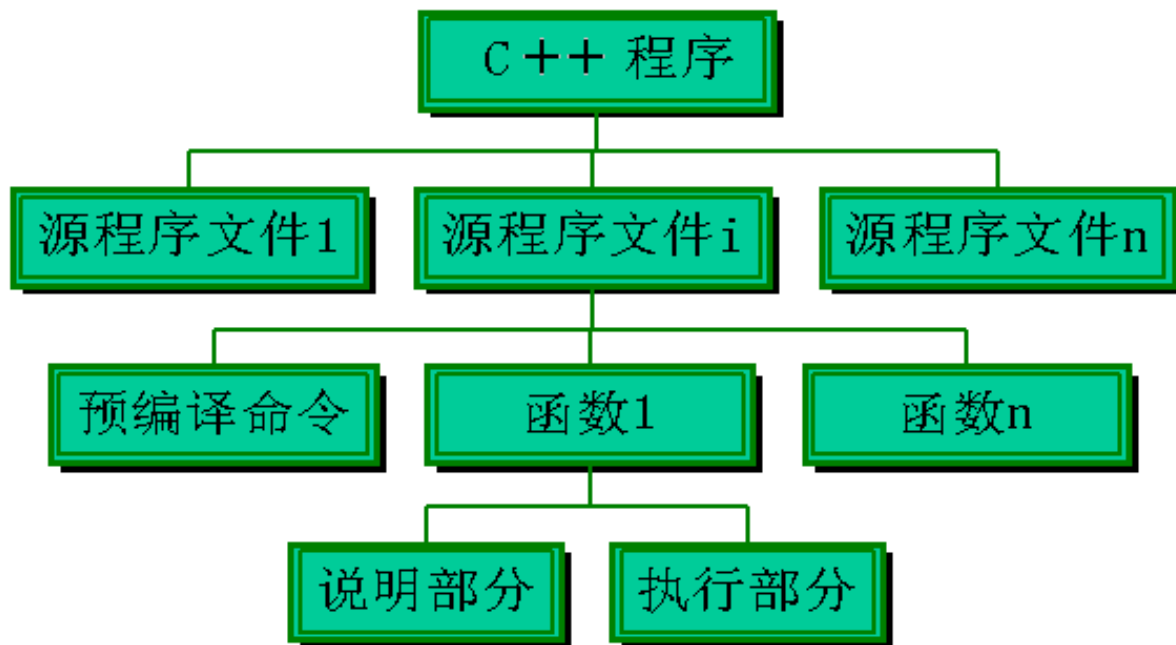 C++ 程序
源程序文件1
源程序文件i
源程序文件n
预编译命令
函数1
函数n
说明部分
执行部分